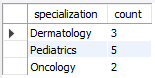 specialization count
Dermatology 3
Pediatrics 5
Oncology 2